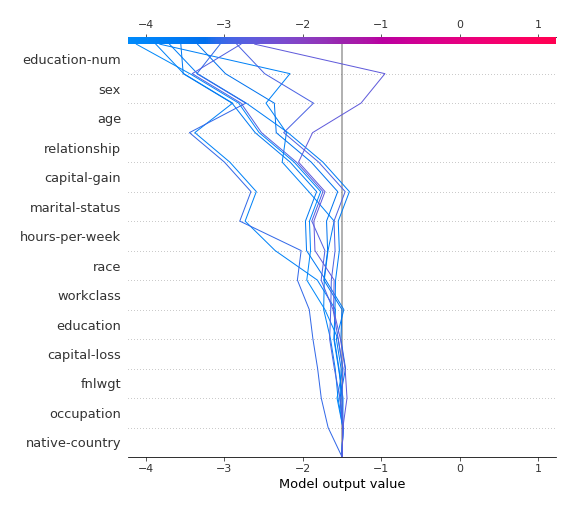 −4 −3 −2 −1 0 1
education-num
sex
age
relationship
capital-gain
marital-status
hours-per-week
race
workclass
education
capital-loss
fnlwgt
occupation
native-country
−4 −3 −2 −1 0 1
Model output value